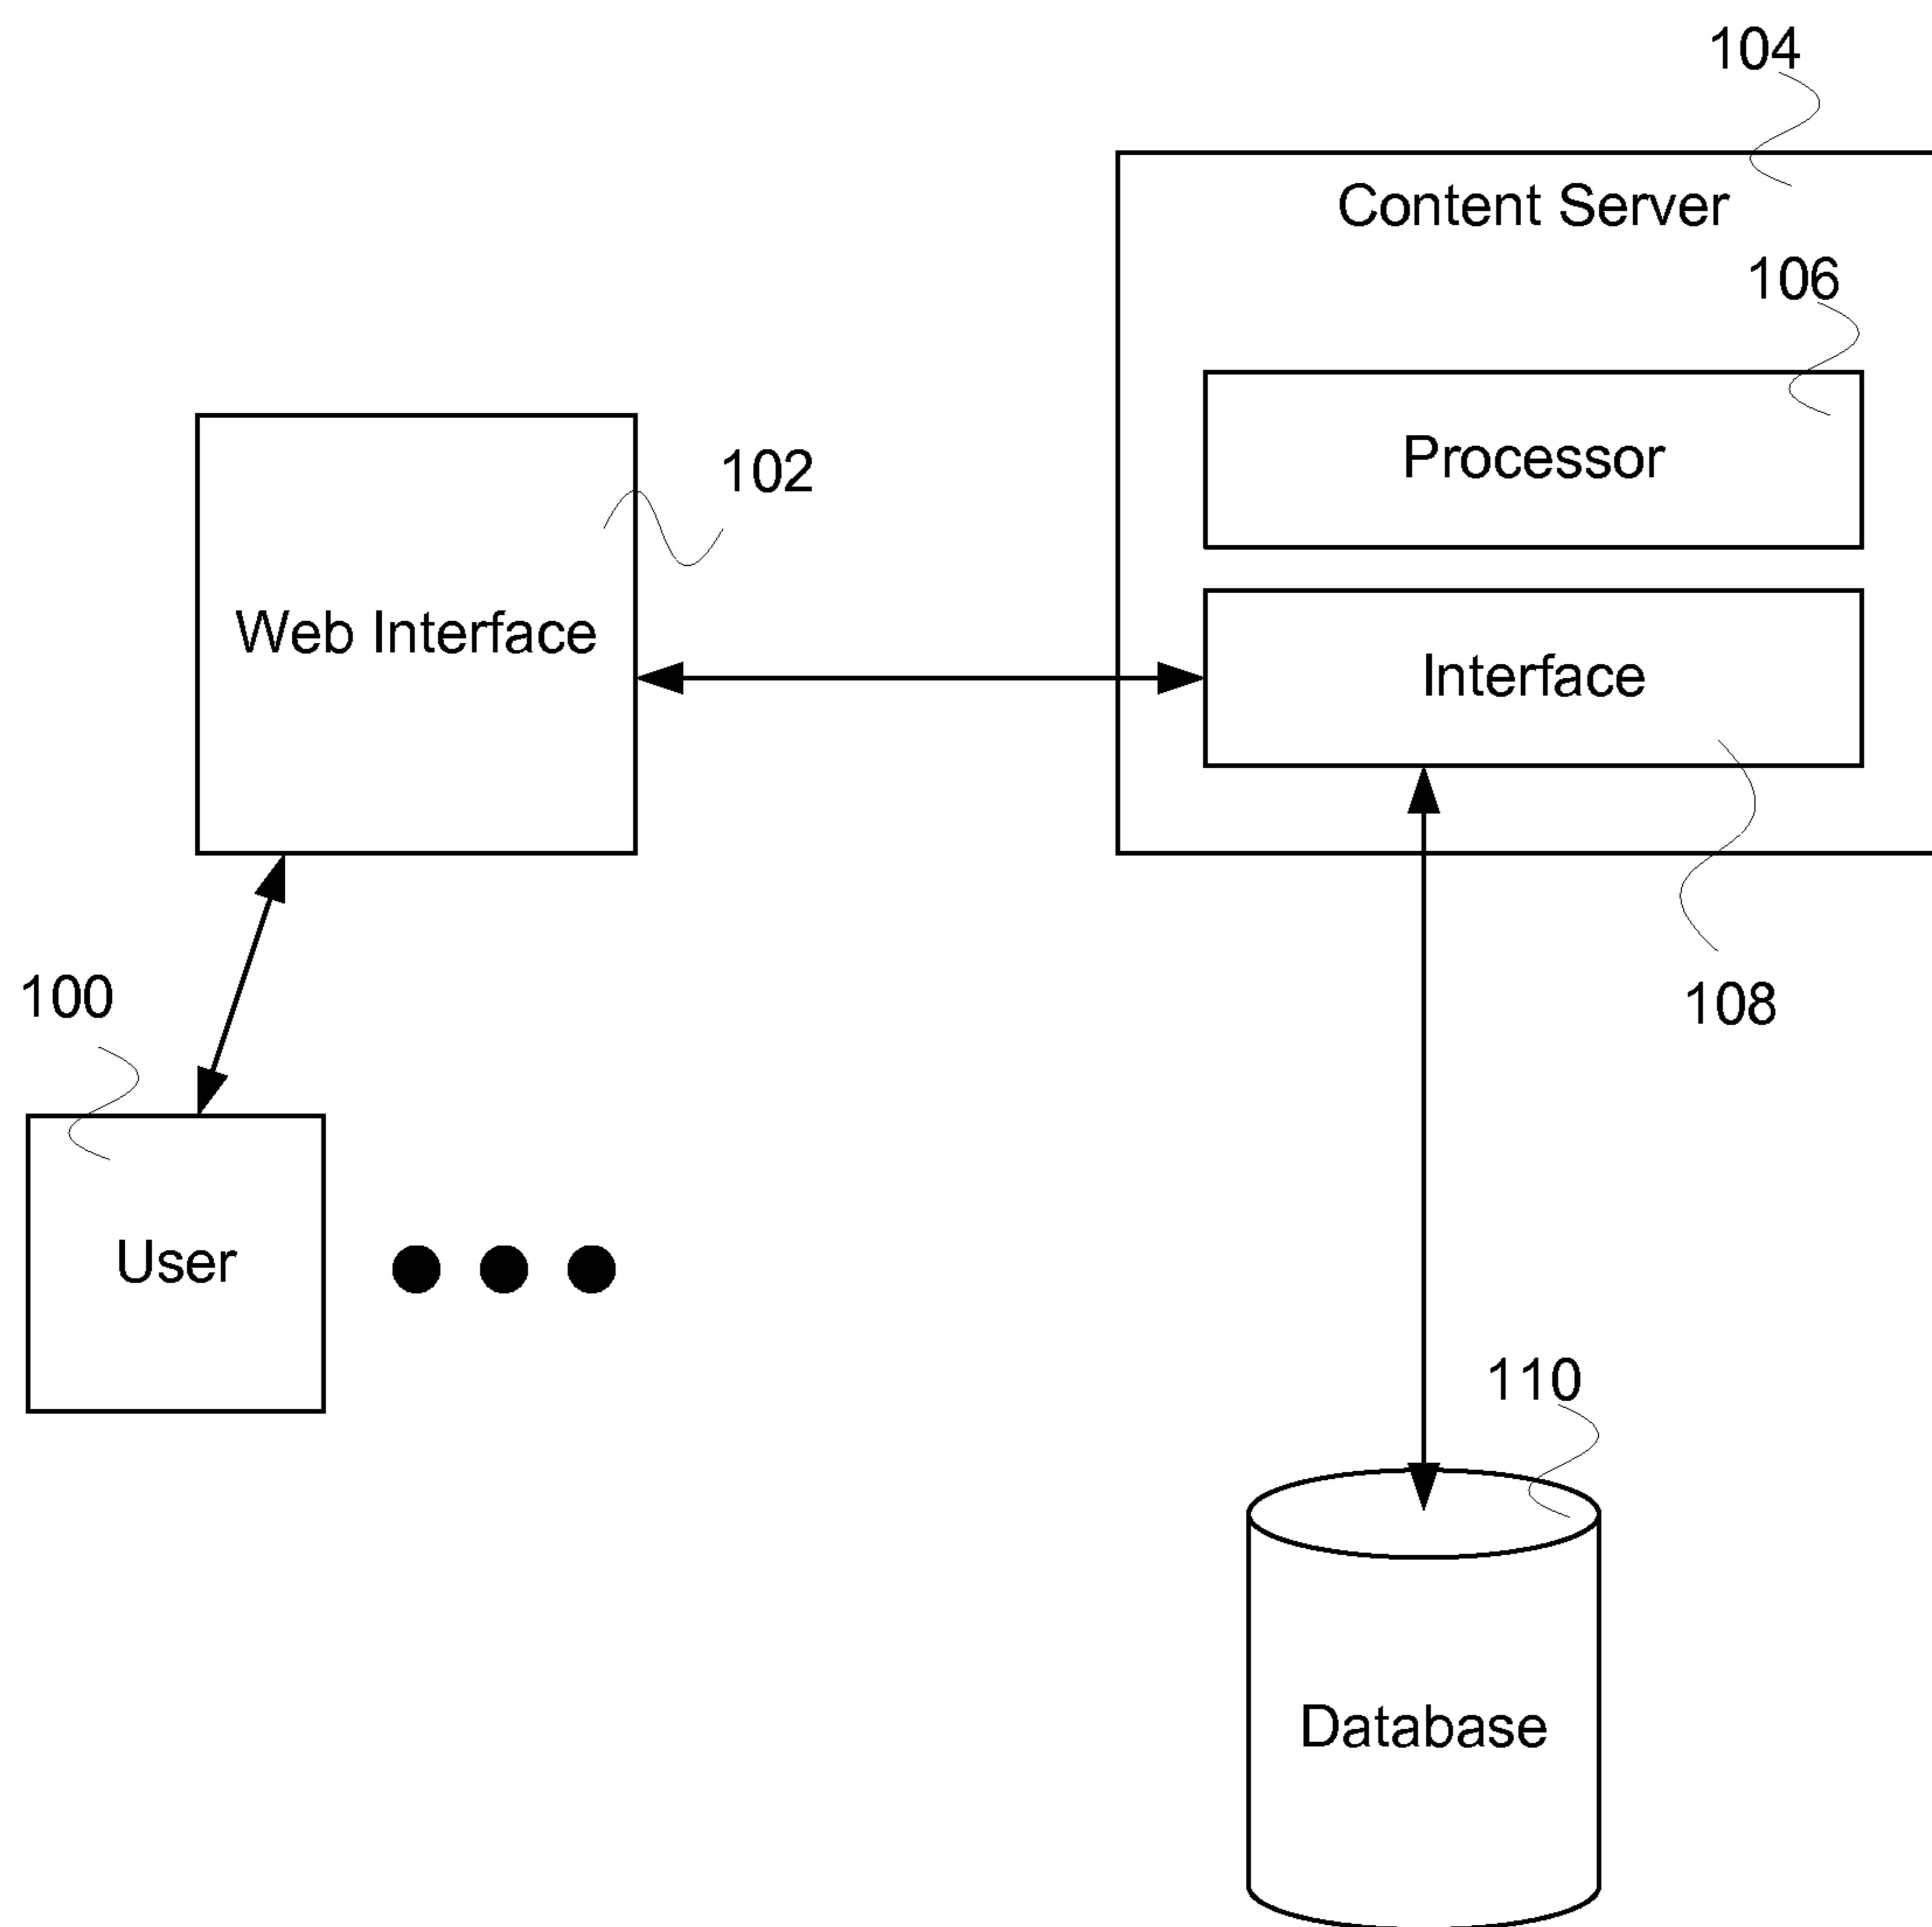 104
Content Server
106
Processor
102
Web Interface
Interface
100
108
User
110
Database